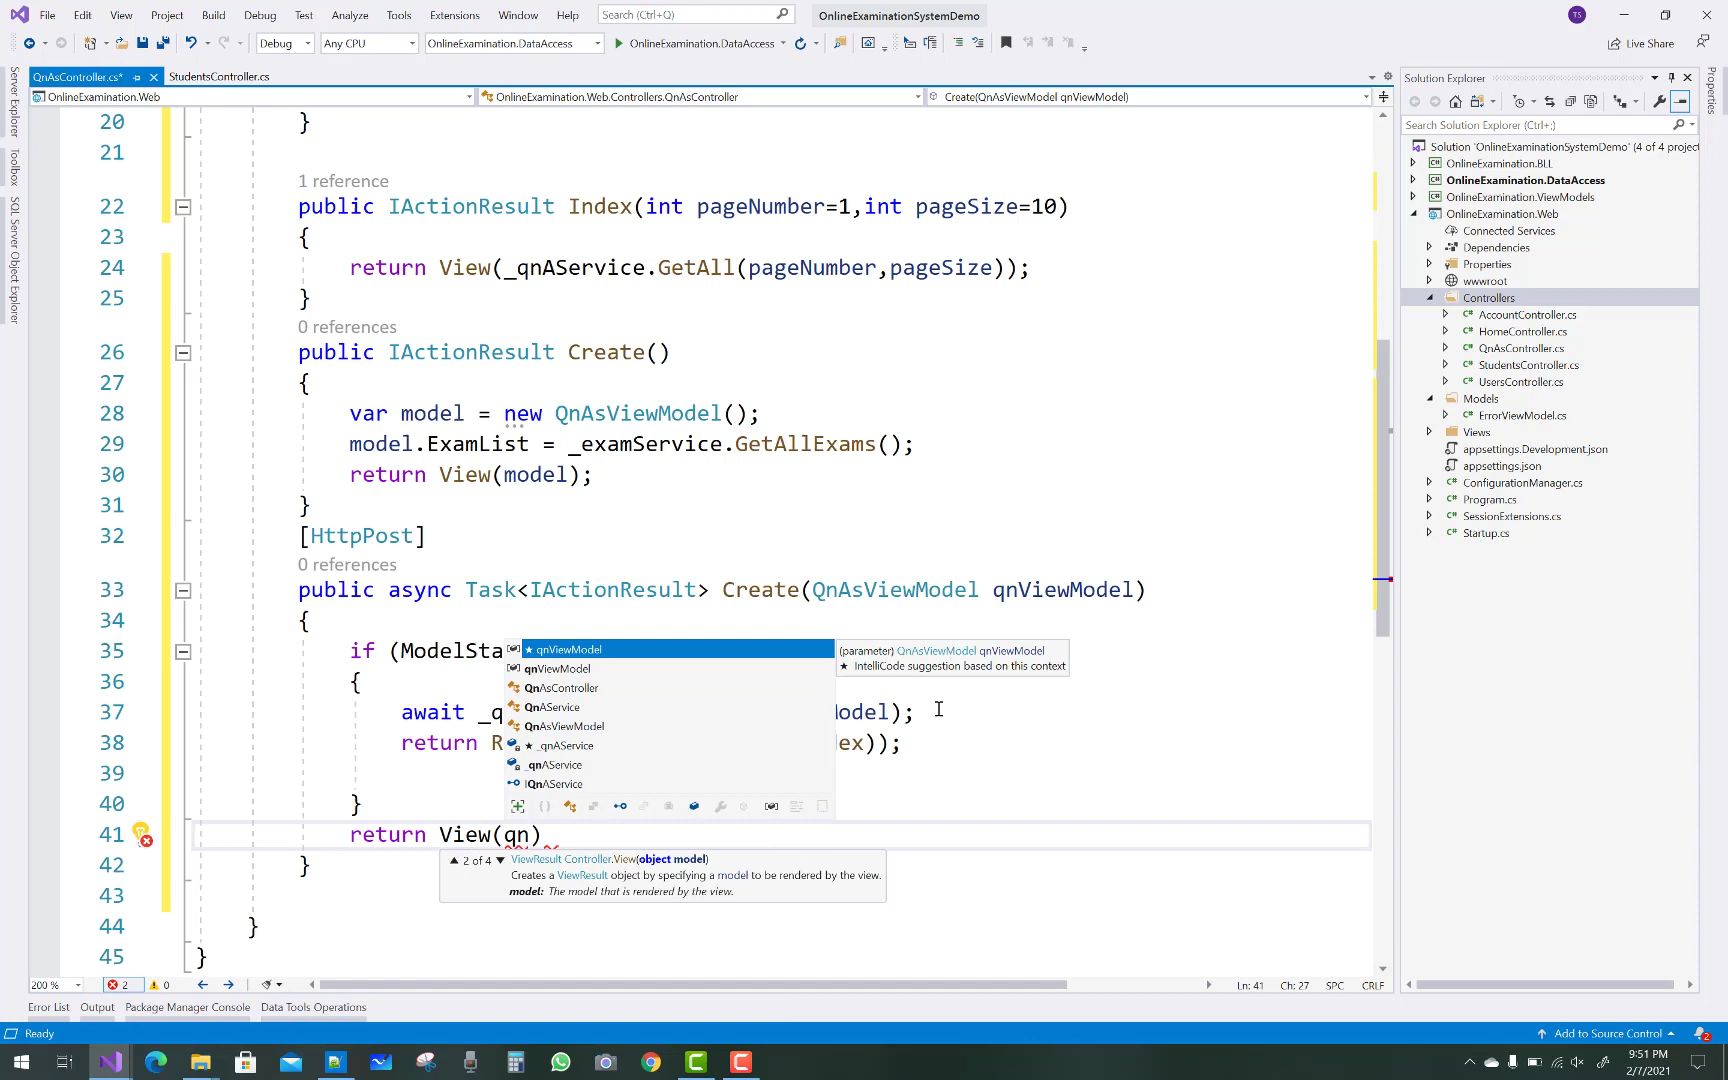 File Edit View Project Build Debug Test Analyze Tools Extensions Window Help Search (Ctrl+Q) OnlineExaminationSystemDemo TS
Debug Any CPU OnlineExamination.DataAccess OnlineExamination.DataAccess Live Share
QnAsController.cs* StudentsController.cs
OnlineExamination.Web OnlineExamination.Web.Controllers.QnAsController Create(QnAsViewModel qnViewModel)
Server Explorer
Toolbox
SQL Server Object Explorer
20 }
21
1 reference
22 public IActionResult Index(int pageNumber=1,int pageSize=10)
23 {
24 return View(_qnAService.GetAll(pageNumber,pageSize));
25 }
0 references
26 public IActionResult Create()
27 {
28 var model = new QnAsViewModel();
29 model.ExamList = _examService.GetAllExams();
30 return View(model);
31 }
32 [HttpPost]
0 references
33 public async Task<IActionResult> Create(QnAsViewModel qnViewModel)
34 {
35 if (ModelSta
36 {
37 await _q odel);
38 return R ex));
39
40 }
41 return View(qn)
42 }
43
44 }
45 }
★ qnViewModel
qnViewModel
QnAsController
QnAService
QnAsViewModel
★ _qnAService
_qnAService
IQnAService
(parameter) QnAsViewModel qnViewModel
★ IntelliCode suggestion based on this context
▲ 2 of 4 ▼ ViewResult Controller.View(object model)
Creates a ViewResult object by specifying a model to be rendered by the view.
model: The model that is rendered by the view.
200 % 2 0 Ln: 41 Ch: 27 SPC CRLF
Error List Output Package Manager Console Data Tools Operations
Solution Explorer
Search Solution Explorer (Ctrl+;)
Solution 'OnlineExaminationSystemDemo' (4 of 4 project
OnlineExamination.BLL
OnlineExamination.DataAccess
OnlineExamination.ViewModels
OnlineExamination.Web
Connected Services
Dependencies
Properties
wwwroot
Controllers
AccountController.cs
HomeController.cs
QnAsController.cs
StudentsController.cs
UsersController.cs
Models
ErrorViewModel.cs
Views
appsettings.Development.json
appsettings.json
ConfigurationManager.cs
Program.cs
SessionExtensions.cs
Startup.cs
Properties
Ready Add to Source Control 2
9:51 PM
2/7/2021